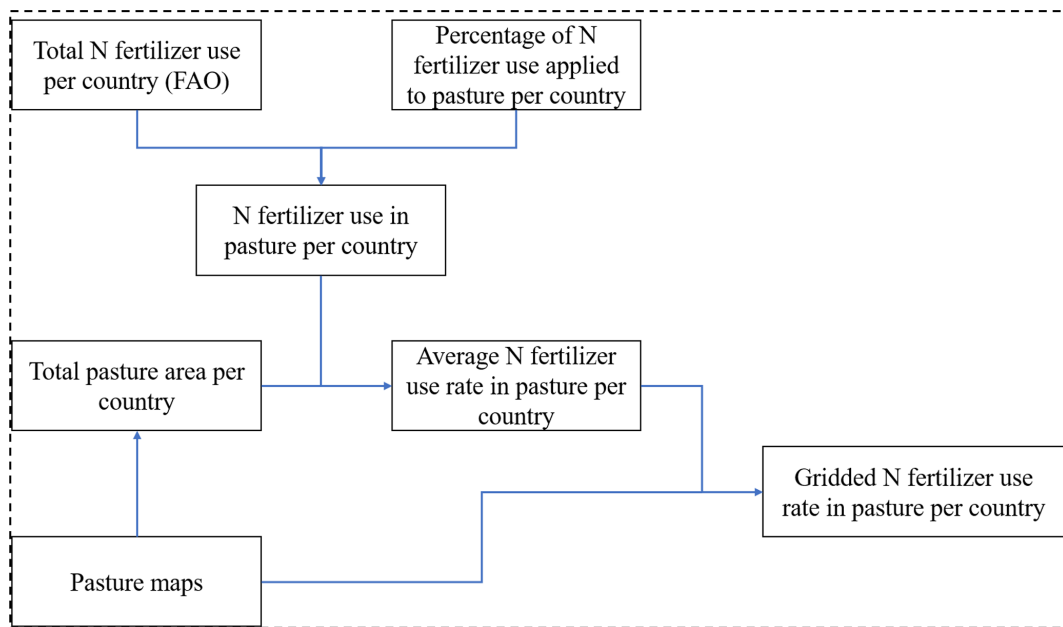 Total N fertilizer use
per country (FAO)
Percentage of N
fertilizer use applied
to pasture per country
N fertilizer use in
pasture per country
Total pasture area per
country
Average N fertilizer
use rate in pasture per
country
Gridded N fertilizer use
rate in pasture per country
Pasture maps